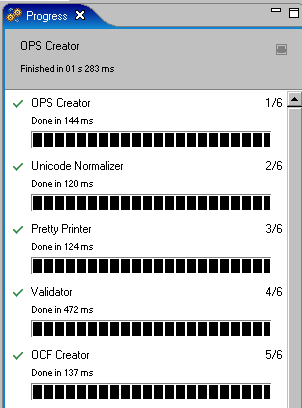 Progress
OPS Creator
Finished in 01 s 283 ms
OPS Creator 1/6
Done in 144 ms
Unicode Normalizer 2/6
Done in 120 ms
Pretty Printer 3/6
Done in 124 ms
Validator 4/6
Done in 472 ms
OCF Creator 5/6
Done in 137 ms